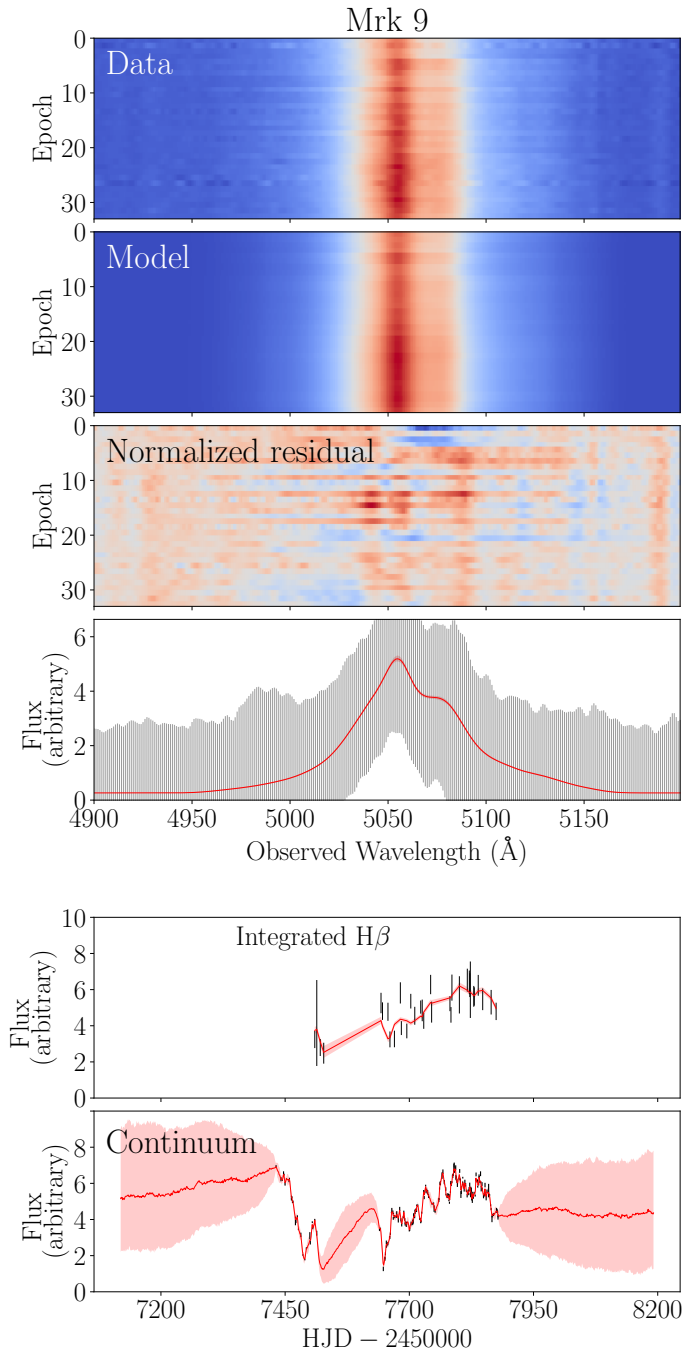 Mrk 9
Data
0
10
20
30
Epoch
Model
0
10
20
30
Epoch
Normalized residual
0
10
20
30
Epoch
6
4
2
0
Flux
(arbitrary)
4900 4950 5000 5050 5100 5150
Observed Wavelength (Å)
Integrated Hβ
10
8
6
4
2
0
Flux
(arbitrary)
Continuum
8
6
4
2
0
Flux
(arbitrary)
7200 7450 7700 7950 8200
HJD − 2450000